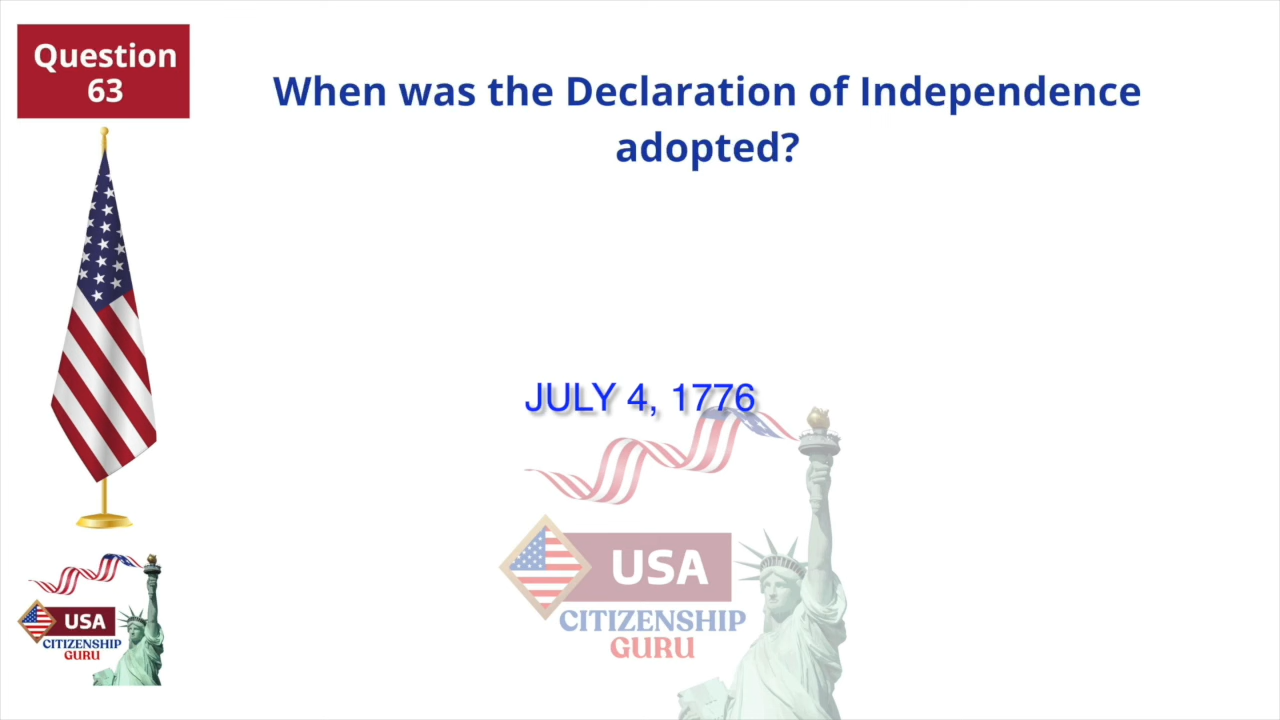 Question
63
When was the Declaration of Independence
adopted?
JULY 4, 1776
USA
CITIZENSHIP
GURU
USA
CITIZENSHIP
GURU